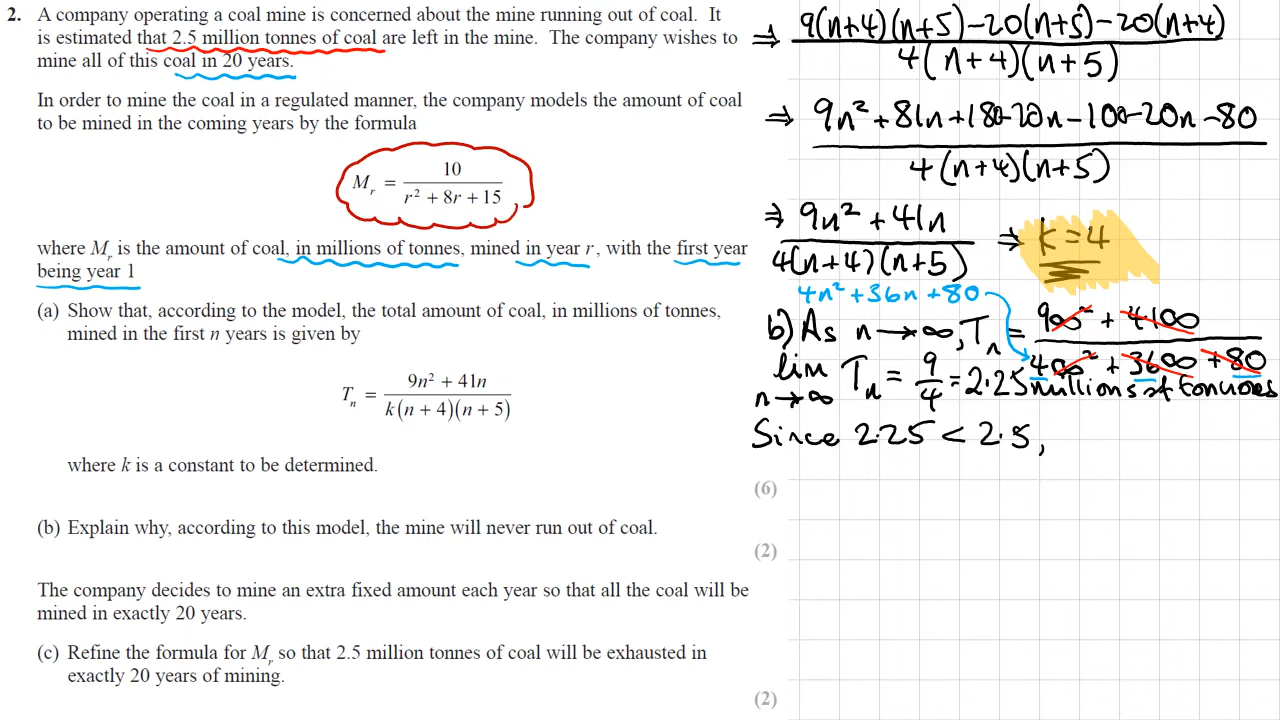 2. A company operating a coal mine is concerned about the mine running out of coal. It
is estimated that 2.5 million tonnes of coal are left in the mine. The company wishes to
mine all of this coal in 20 years.
In order to mine the coal in a regulated manner, the company models the amount of coal
to be mined in the coming years by the formula
M_r = 10 / (r² + 8r + 15)
where M_r is the amount of coal, in millions of tonnes, mined in year r, with the first year
being year 1
(a) Show that, according to the model, the total amount of coal, in millions of tonnes,
mined in the first n years is given by
T_n = (9n² + 41n) / (k(n + 4)(n + 5))
where k is a constant to be determined.
(6)
(b) Explain why, according to this model, the mine will never run out of coal.
(2)
The company decides to mine an extra fixed amount each year so that all the coal will be
mined in exactly 20 years.
(c) Refine the formula for M_r so that 2.5 million tonnes of coal will be exhausted in
exactly 20 years of mining.
(2)
⇒ (9(n+4)(n+5)-20(n+5)-20(n+4)) / (4(n+4)(n+5))
⇒ (9n²+81n+180-20n-100-20n-80) / (4(n+4)(n+5))
⇒ (9n²+41n) / (4(n+4)(n+5)) ⇒ k=4
4n²+36n+80
b) As n→∞, T_n = (9∞² + 41∞) / (4∞² + 36∞ + 80)
lim n→∞ T_n = 9/4 = 2.25 millions of tonnes
Since 2.25 < 2.5,